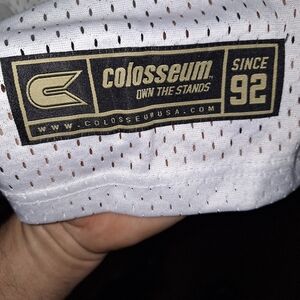 colosseum
OWN THE STANDS
SINCE
92
WWW.COLOSSEUMUSA.COM